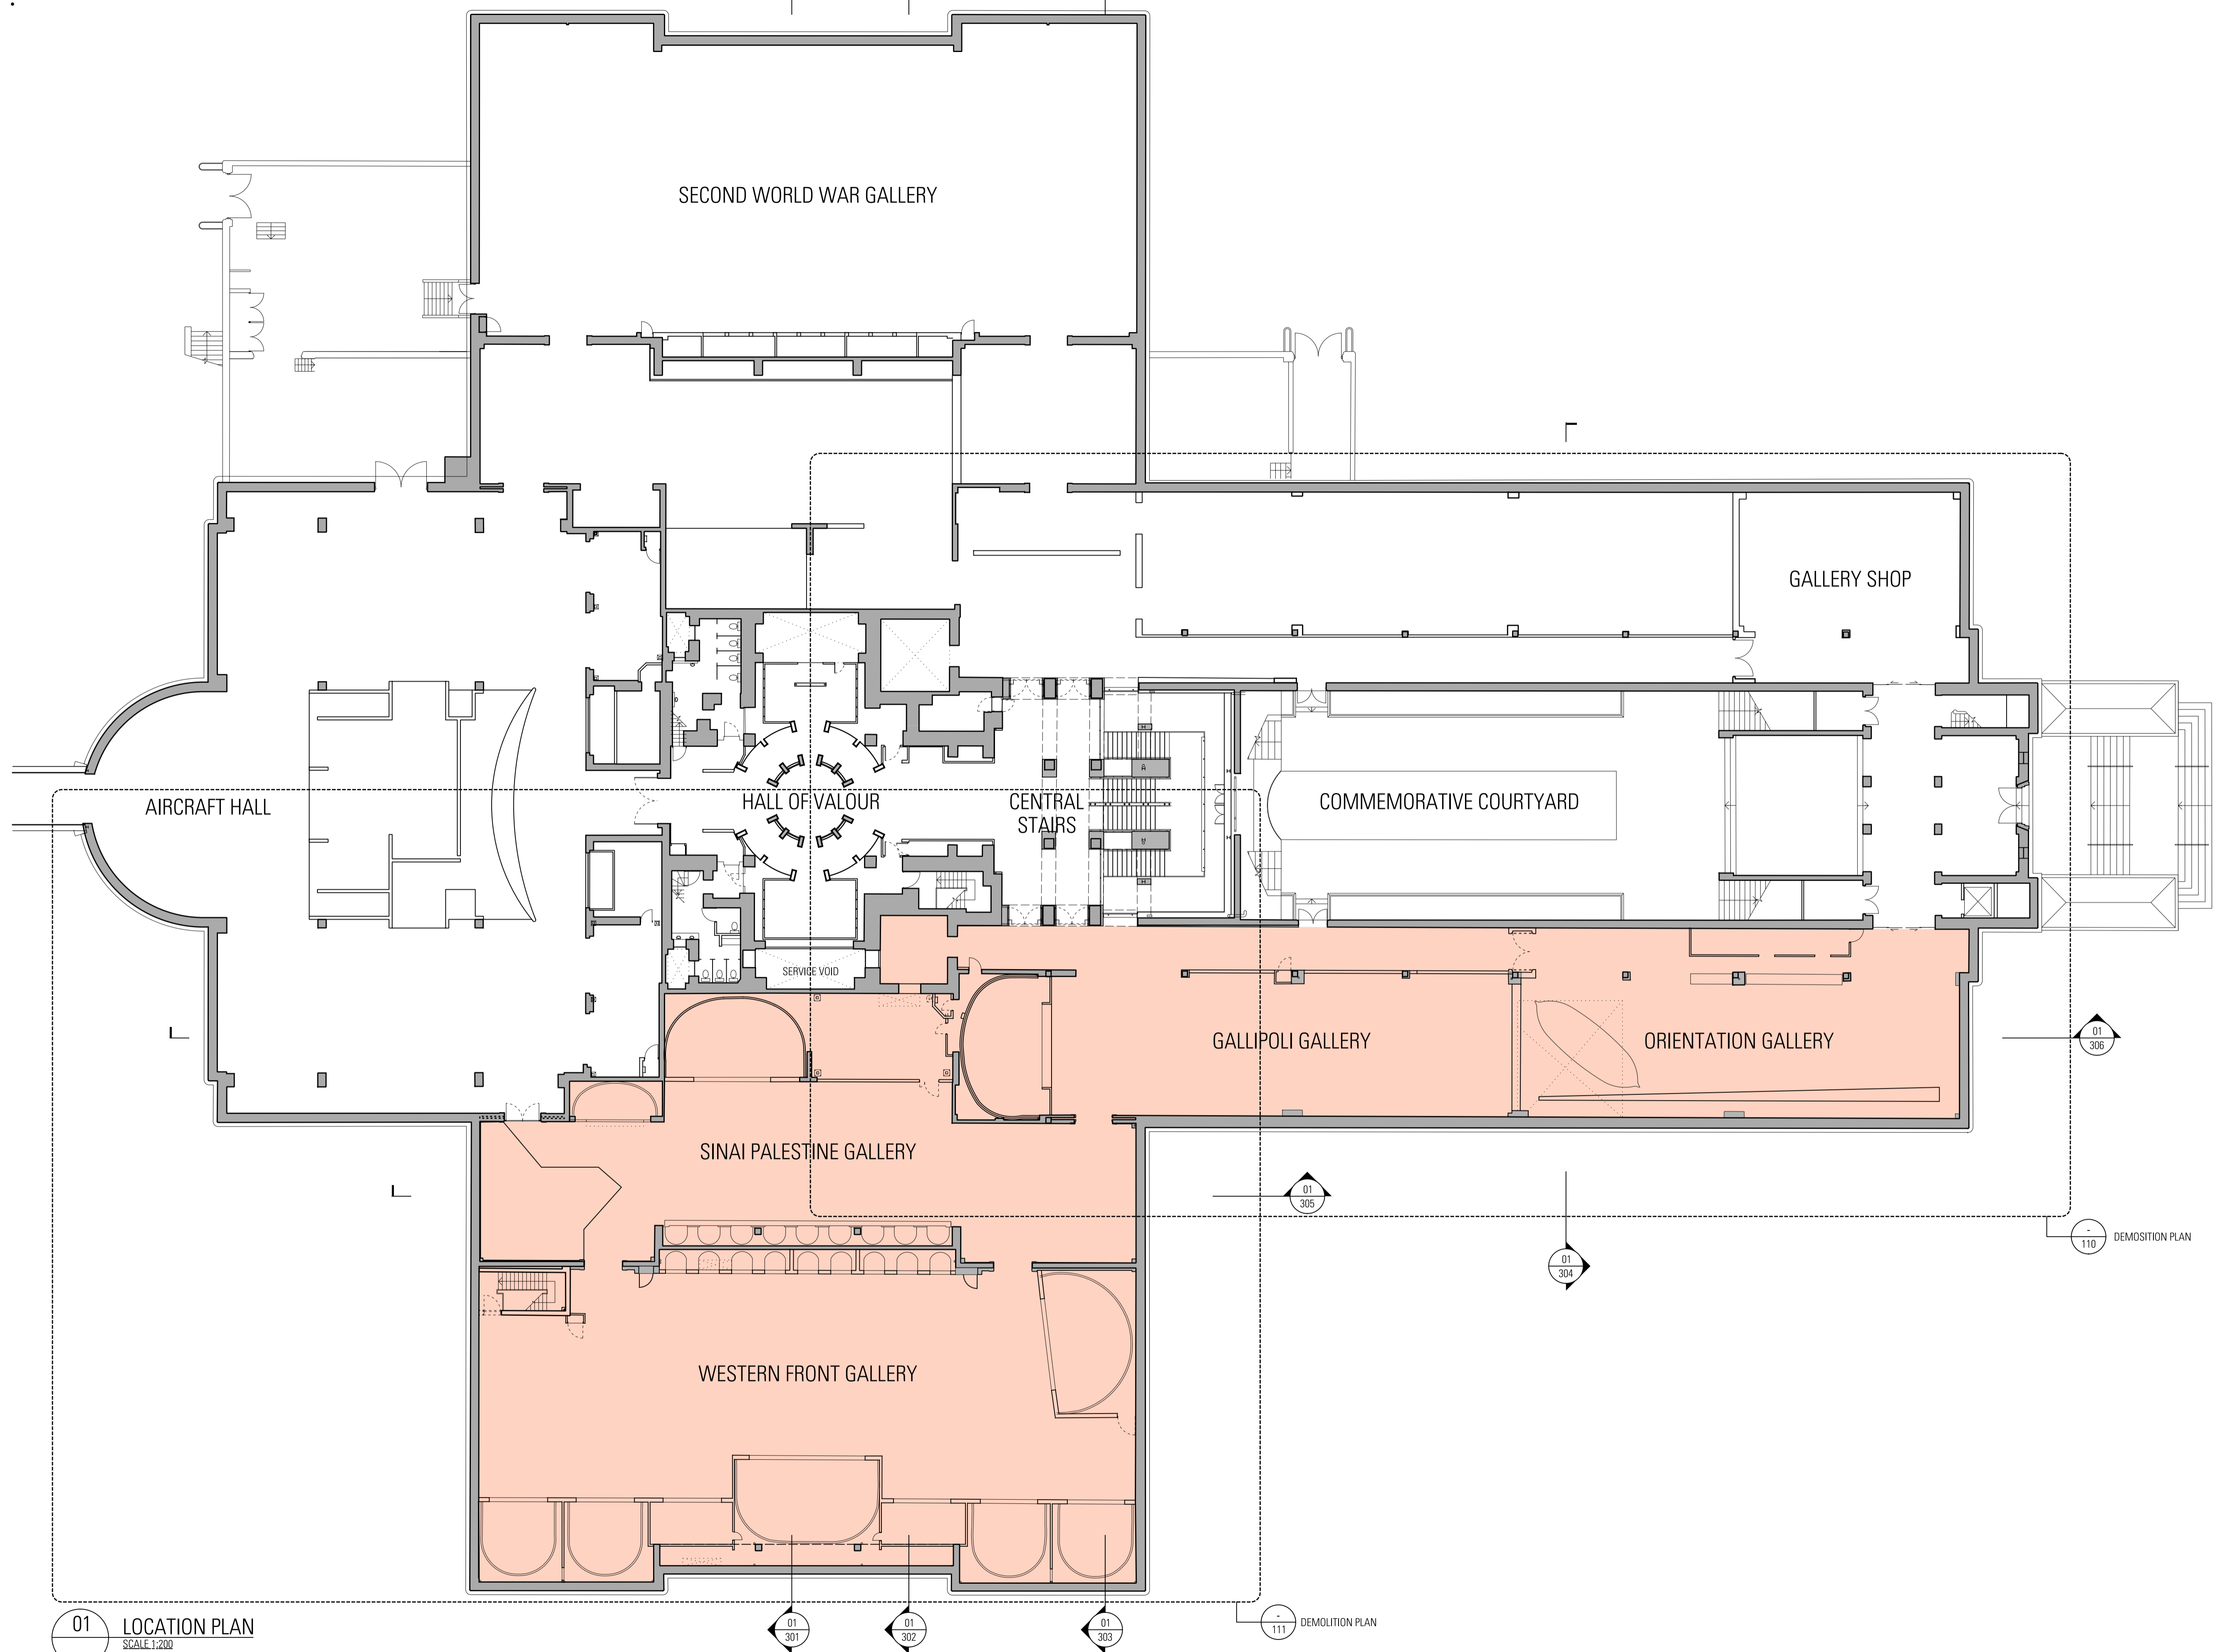 SECOND WORLD WAR GALLERY
GALLERY SHOP
AIRCRAFT HALL
HALL OF VALOUR
CENTRAL
STAIRS
COMMEMORATIVE COURTYARD
SERVICE VOID
GALLIPOLI GALLERY
ORIENTATION GALLERY
01
306
SINAI PALESTINE GALLERY
01
305
-
110
DEMOSITION PLAN
01
304
WESTERN FRONT GALLERY
01
LOCATION PLAN
SCALE 1:200
01
301
01
302
01
303
-
111
DEMOLITION PLAN